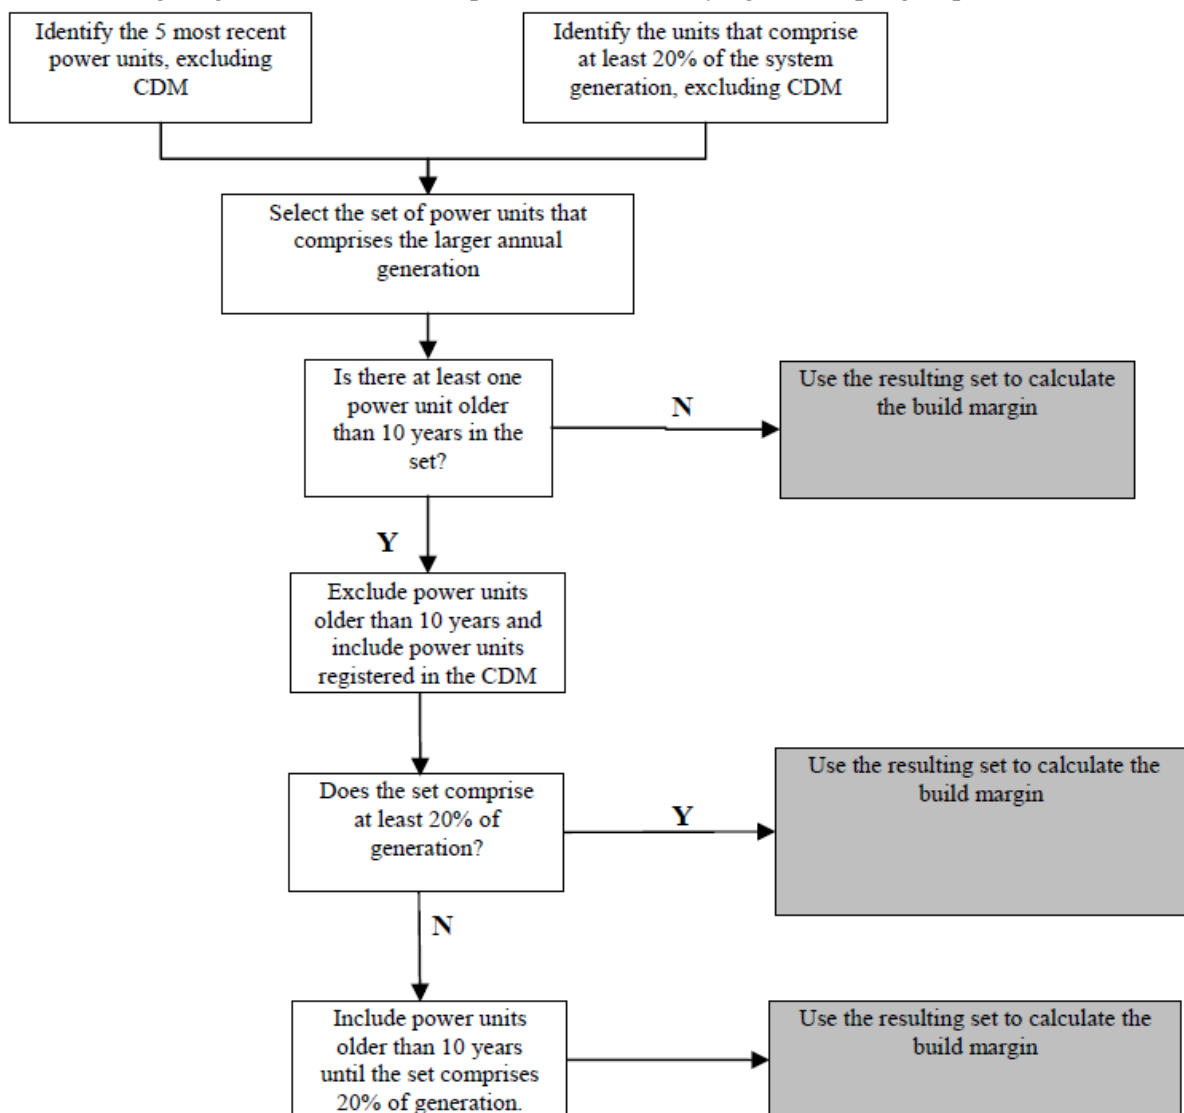 Identify the 5 most recent
power units, excluding
CDM
Identify the units that comprise
at least 20% of the system
generation, excluding CDM
Select the set of power units that
comprises the larger annual
generation
Is there at least one
power unit older
than 10 years in the
set?
N
Use the resulting set to calculate
the build margin
Y
Exclude power units
older than 10 years and
include power units
registered in the CDM
Does the set comprise
at least 20% of
generation?
Y
Use the resulting set to calculate the
build margin
N
Include power units
older than 10 years
until the set comprises
20% of generation.
Use the resulting set to calculate the
build margin